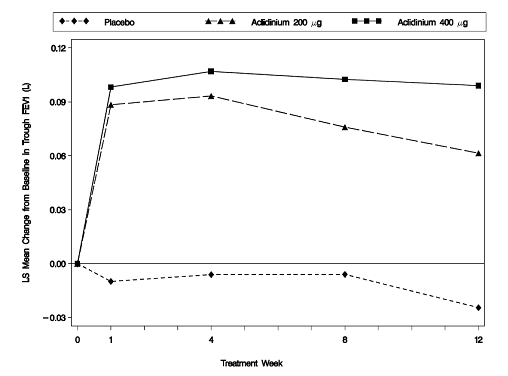 Placebo Aclidinium 200 μg Aclidinium 400 μg
LS Mean Change from Baseline in Trough FEV1 (L)
0.12
0.09
0.06
0.03
0.00
−0.03
0 1 4 8 12
Treatment Week